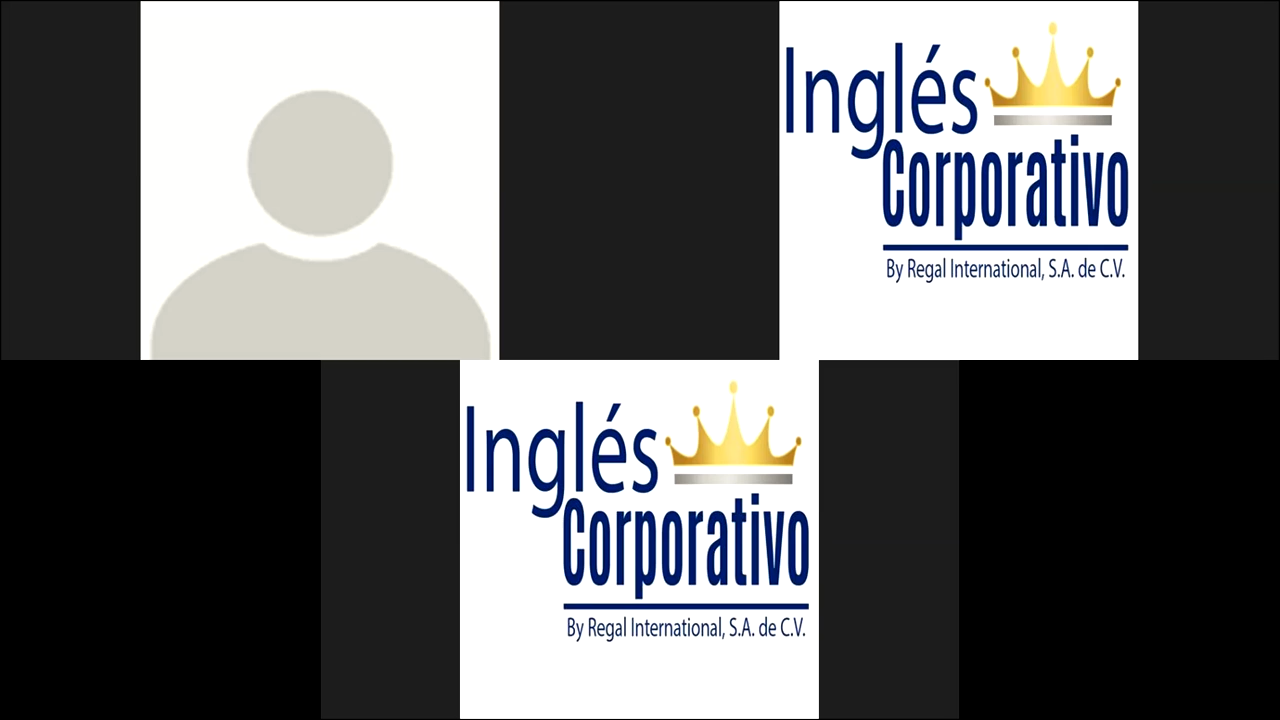 Inglés
Corporativo
By Regal International, S.A. de C.V.
Inglés
Corporativo
By Regal International, S.A. de C.V.